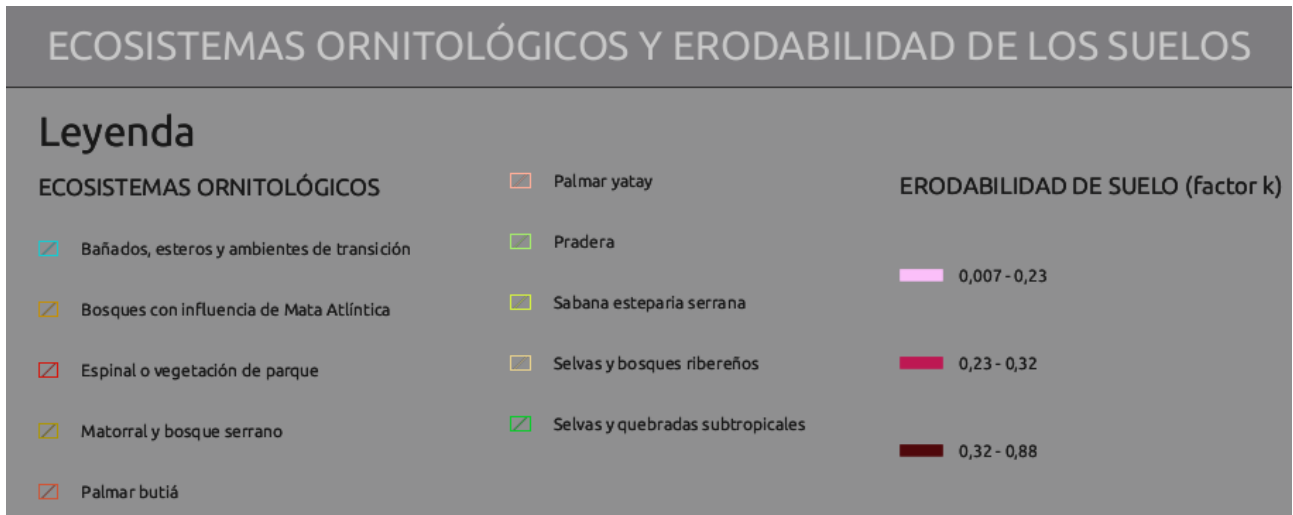 ECOSISTEMAS ORNITOLÓGICOS Y ERODABILIDAD DE LOS SUELOS
Leyenda
ECOSISTEMAS ORNITOLÓGICOS
Bañados, esteros y ambientes de transición
Bosques con influencia de Mata Atlíntica
Espinal o vegetación de parque
Matorral y bosque serrano
Palmar butiá
Palmar yatay
Pradera
Sabana esteparia serrana
Selvas y bosques ribereños
Selvas y quebradas subtropicales
ERODABILIDAD DE SUELO (factor k)
0,007 - 0,23
0,23 - 0,32
0,32 - 0,88